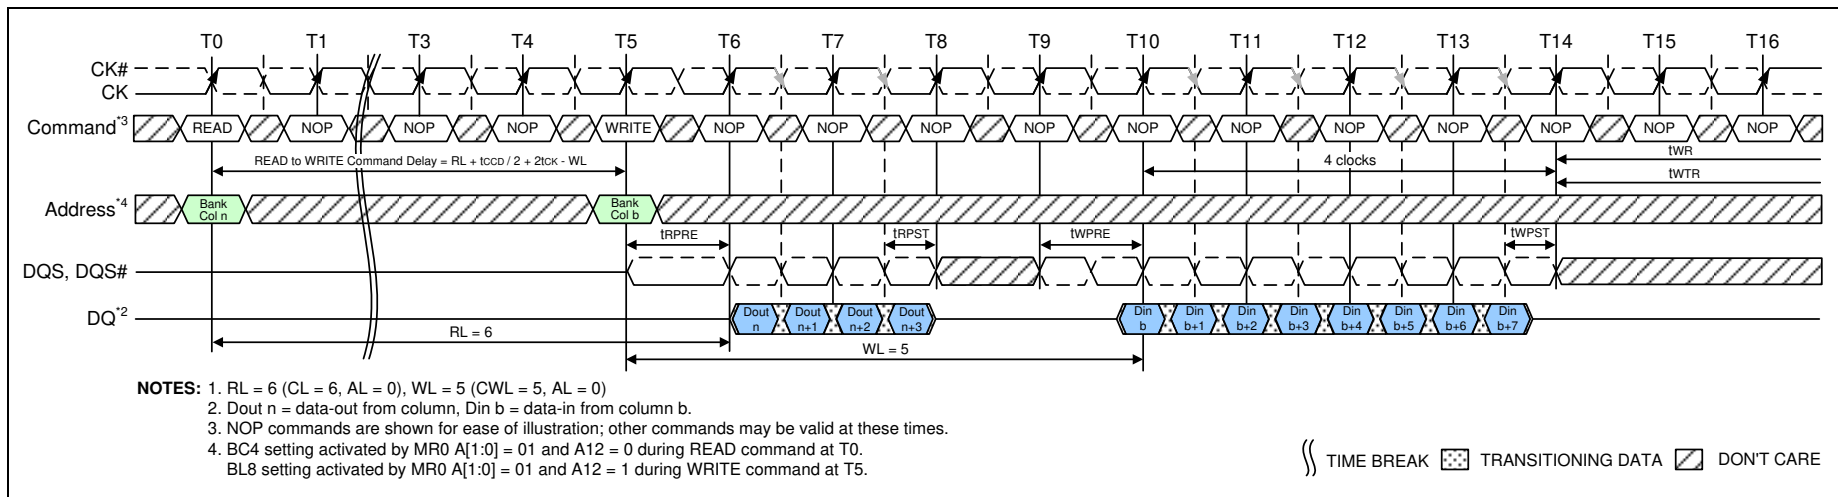 T0 T1 T3 T4 T5 T6 T7 T8 T9 T10 T11 T12 T13 T14 T15 T16
CK#
CK
Command*3 READ NOP NOP NOP WRITE NOP NOP NOP NOP NOP NOP NOP NOP NOP NOP NOP
READ to WRITE Command Delay = RL + tCCD / 2 + 2tCK - WL
4 clocks
tWR
tWTR
Address*4
Bank
Col n
Bank
Col b
tRPRE tRPST tWPRE tWPST
DQS, DQS#
DQ*2
Dout
n
Dout
n+1
Dout
n+2
Dout
n+3
Din
b
Din
b+1
Din
b+2
Din
b+3
Din
b+4
Din
b+5
Din
b+6
Din
b+7
RL = 6
WL = 5
NOTES: 1. RL = 6 (CL = 6, AL = 0), WL = 5 (CWL = 5, AL = 0)
2. Dout n = data-out from column, Din b = data-in from column b.
3. NOP commands are shown for ease of illustration; other commands may be valid at these times.
4. BC4 setting activated by MR0 A[1:0] = 01 and A12 = 0 during READ command at T0.
BL8 setting activated by MR0 A[1:0] = 01 and A12 = 1 during WRITE command at T5.
TIME BREAK TRANSITIONING DATA DON'T CARE